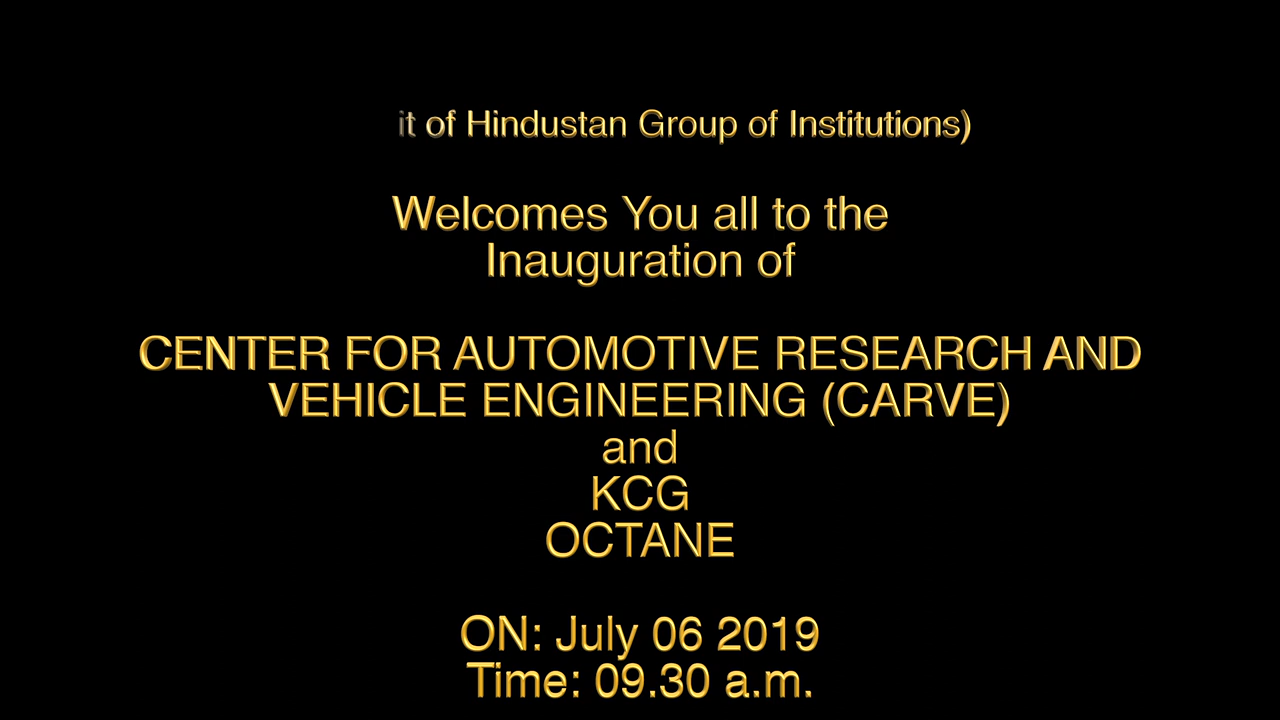 it of Hindustan Group of Institutions)
Welcomes You all to the
Inauguration of
CENTER FOR AUTOMOTIVE RESEARCH AND
VEHICLE ENGINEERING (CARVE)
and
KCG
OCTANE
ON: July 06 2019
Time: 09.30 a.m.